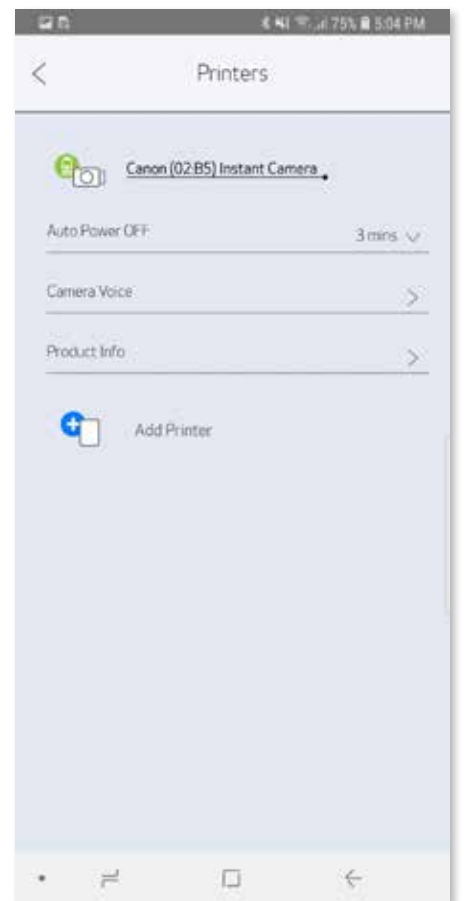 75% 5:04 PM
Printers
Canon (02:B5) Instant Camera
Auto Power OFF
3 mins
Camera Voice
Product Info
Add Printer